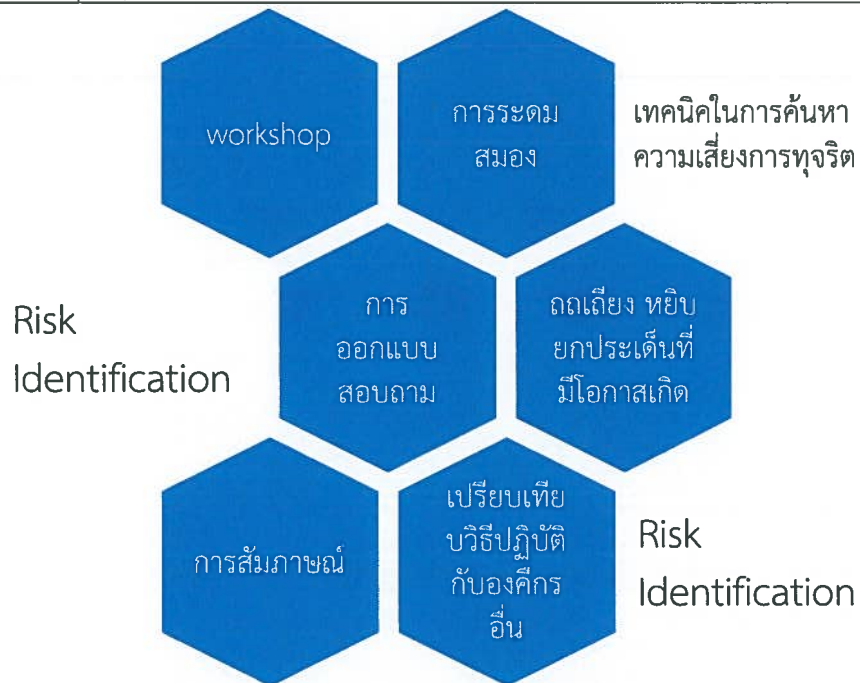 workshop
การระดม
สมอง
เทคนิคในการค้นหา
ความเสี่ยงการทุจริต
Risk
Identification
การ
ออกแบบ
สอบถาม
ถกเถียง หยิบ
ยกประเด็นที่
มีโอกาสเกิด
การสัมภาษณ์
เปรียบเทีย
บวิธีปฏิบัติ
กับองค์กร
อื่น
Risk
Identification